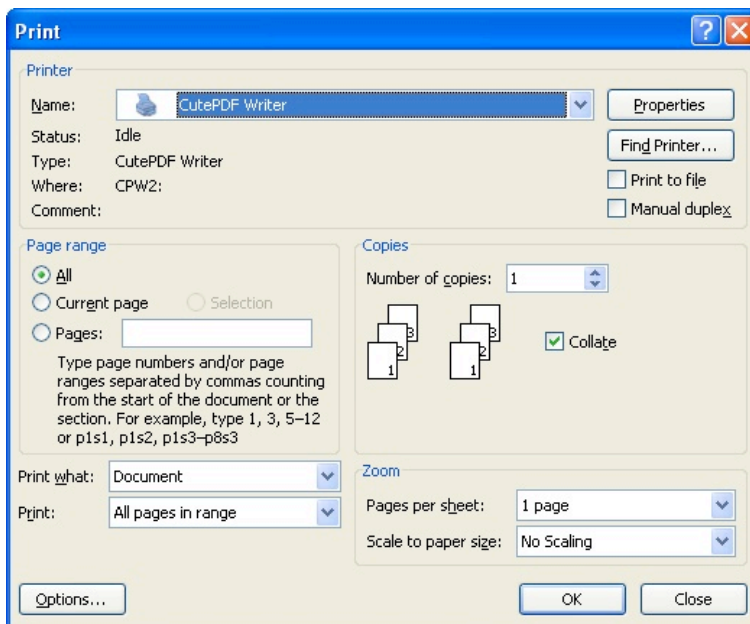 Print
Printer
Name: CutePDF Writer Properties
Status: Idle
Find Printer...
Type: CutePDF Writer
Where: CPW2: Print to file
Comment: Manual duplex
Page range
All
Current page Selection
Pages:
Type page numbers and/or page
ranges separated by commas counting
from the start of the document or the
section. For example, type 1, 3, 5–12
or p1s1, p1s2, p1s3–p8s3
Copies
Number of copies: 1
3 3
2 2
1 1
Collate
Print what: Document
Print: All pages in range
Zoom
Pages per sheet: 1 page
Scale to paper size: No Scaling
Options... OK Close